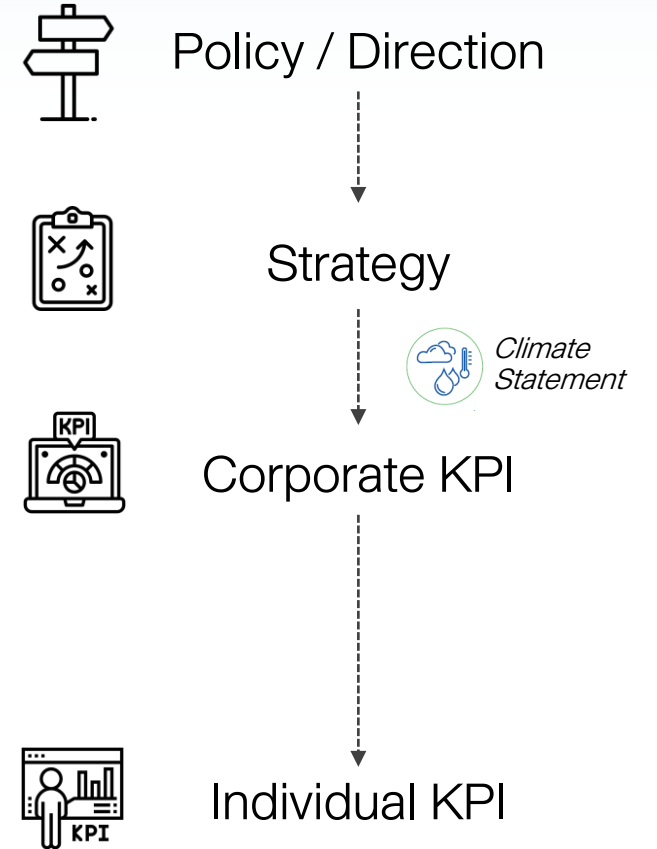 Policy / Direction
Strategy
Climate
Statement
KPI
Corporate KPI
Individual KPI
KPI